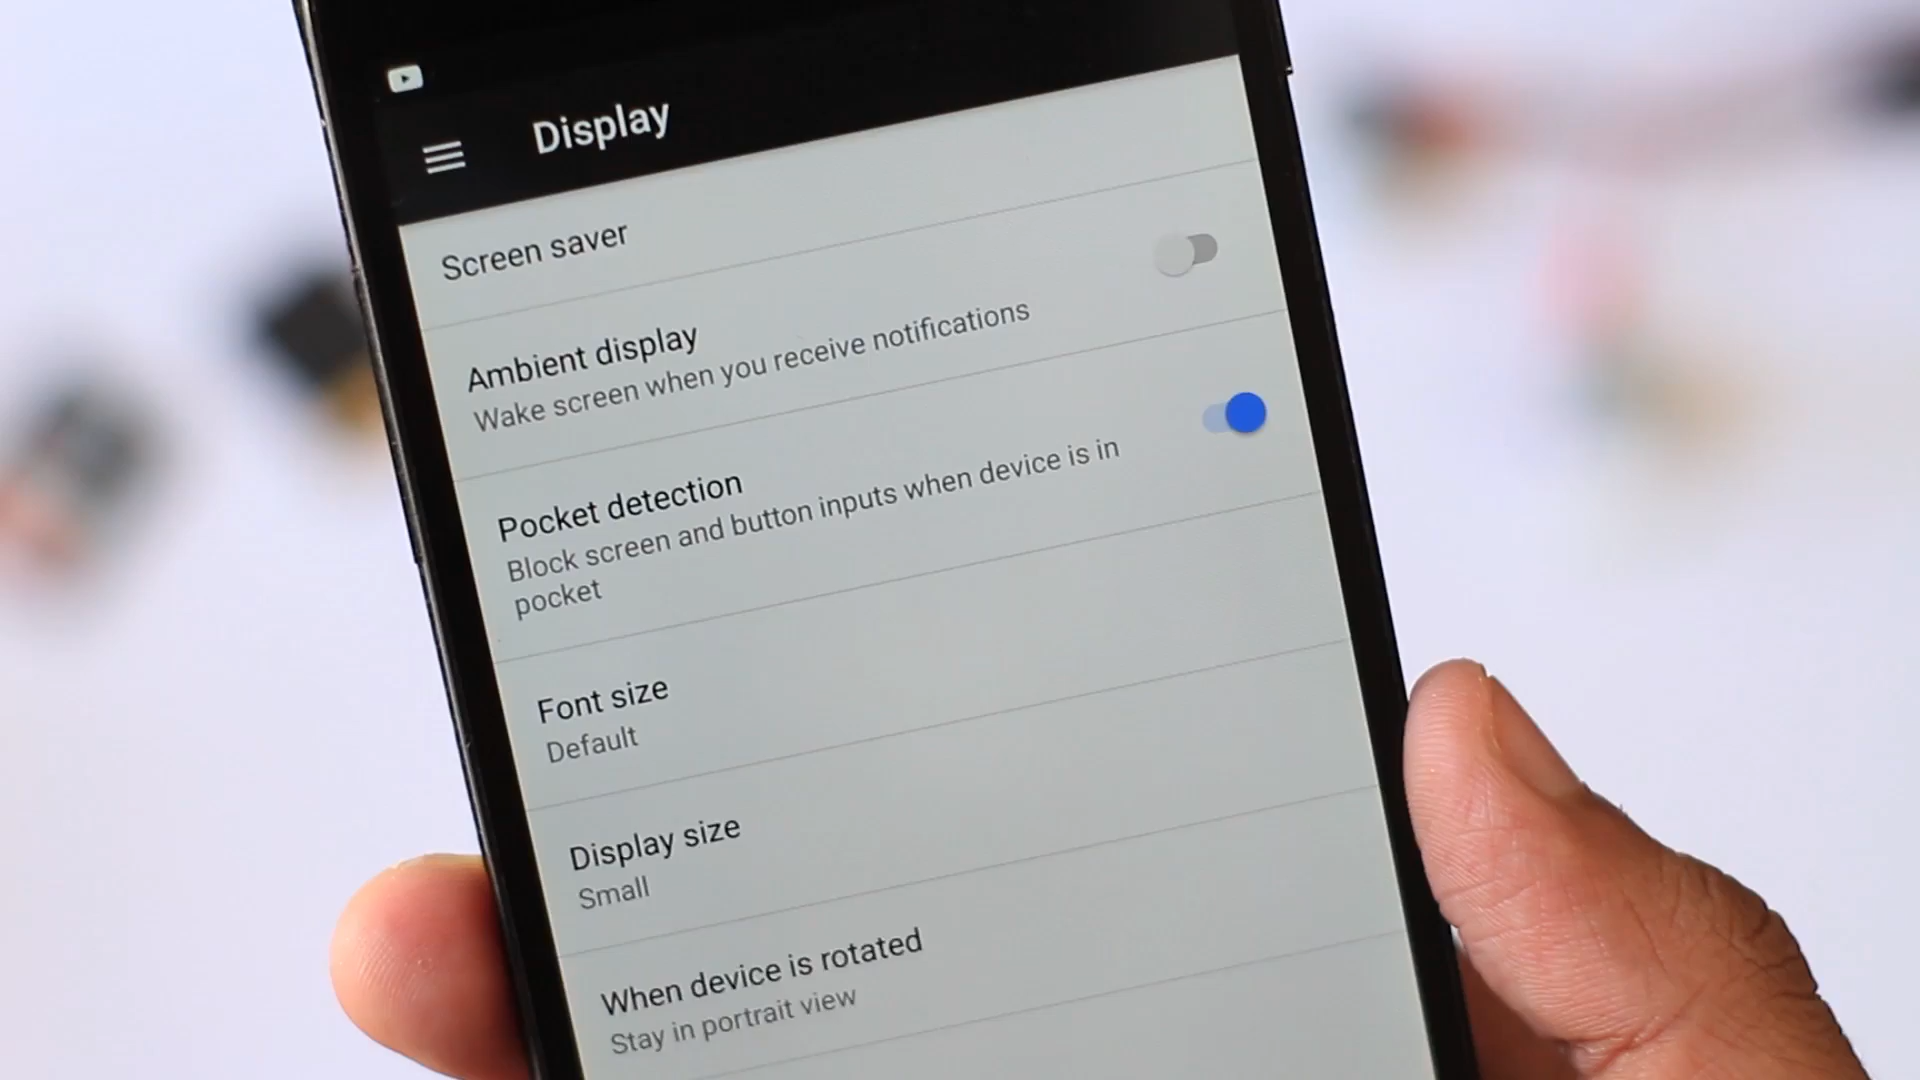 Display
Screen saver
Ambient display
Wake screen when you receive notifications
Pocket detection
Block screen and button inputs when device is in
pocket
Font size
Default
Display size
Small
When device is rotated
Stay in portrait view